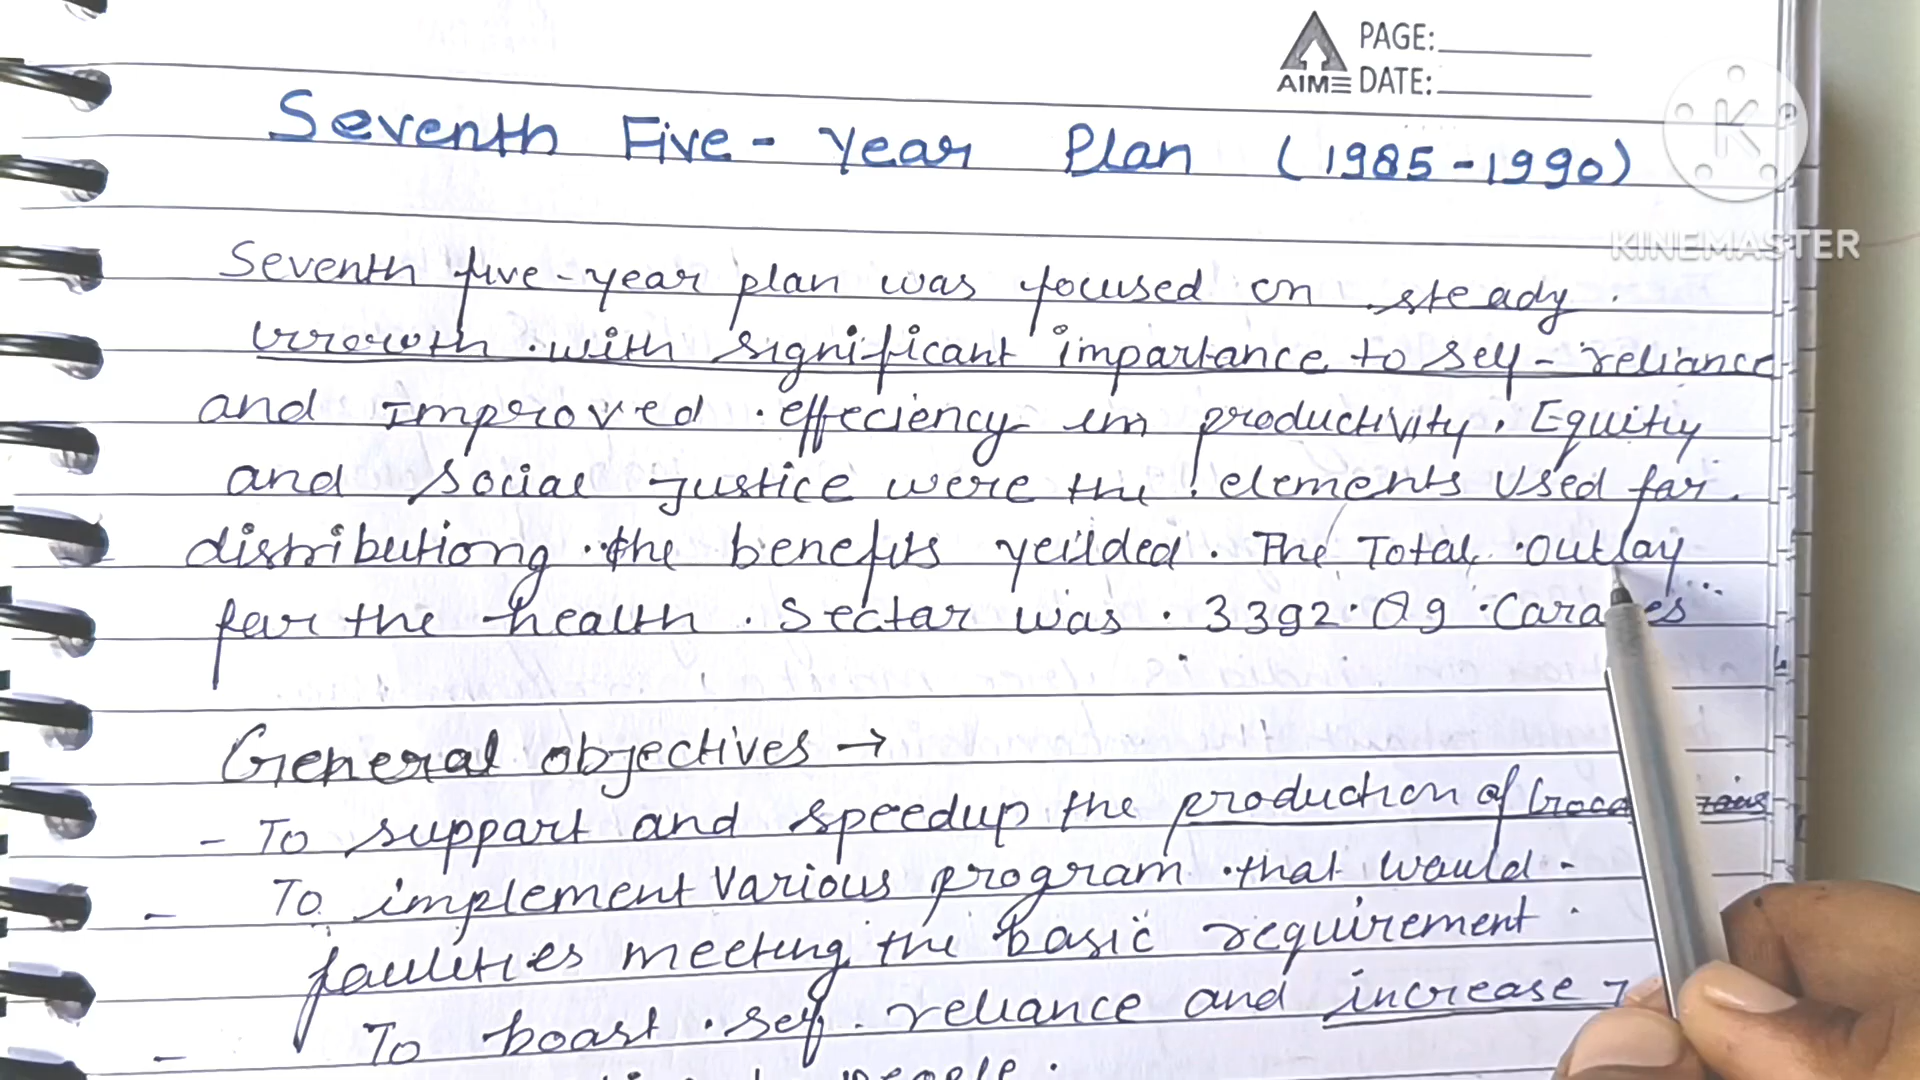 PAGE:
AIM DATE:
Seventh Five - Year Plan (1985-1990)
KINEMASTER
Seventh five-year plan was focused on steady
Growth with significant impartance to self-reliance
and Improved effeciency in productivity. Equitiy
and social justice were the elements Used far
distributiong the benefits yeilded. The Total outlay
far the health Sectar was 3392.89
General objectives →
- To suppart and speedup the production of
- To implement various program that would -
facilities meeting the basic requirement
- To boast self reliance and increase
people.